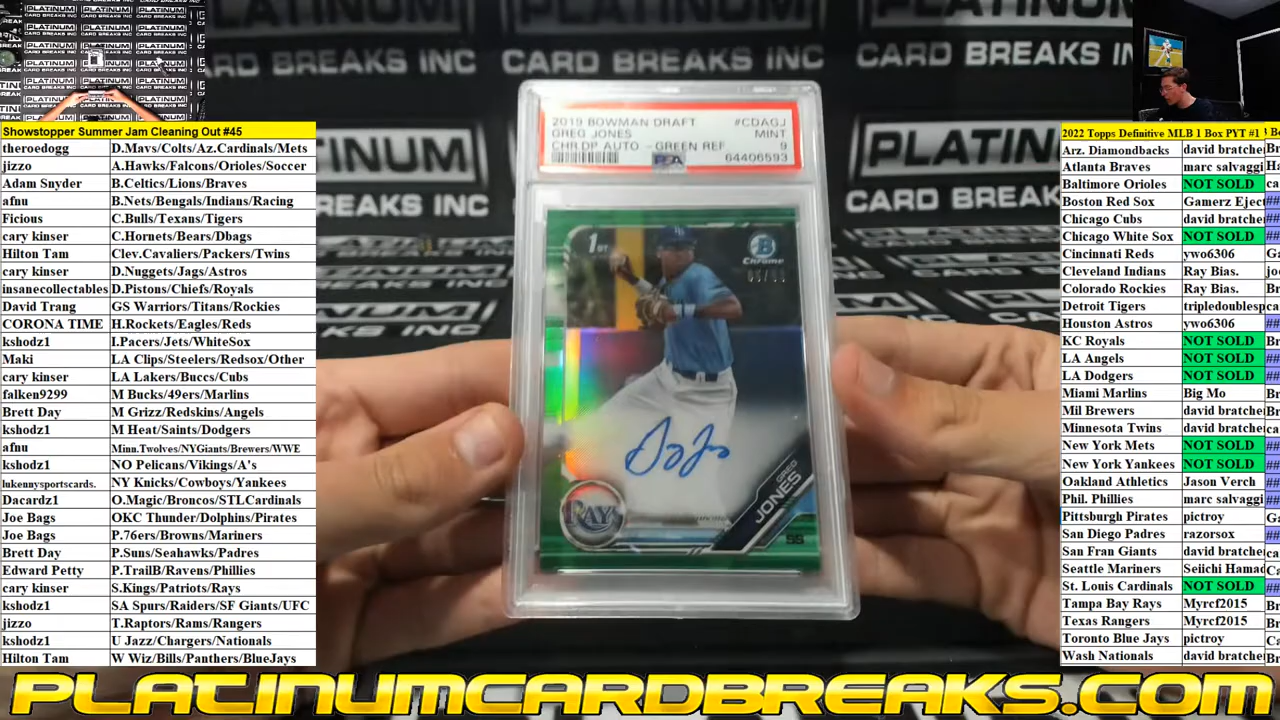 PLATINUM
CARD BREAKS INC
2019 BOWMAN DRAFT #CDAGJ
GREG JONES MINT
CHR.DP AUTO - GREEN REF. 9
PSA 64406593
1ST
B
Chrome
RAYS
GREG
JONES
SS
Showstopper Summer Jam Cleaning Out #45
theroedogg D.Mavs/Colts/Az.Cardinals/Mets
jizzo A.Hawks/Falcons/Orioles/Soccer
Adam Snyder B.Celtics/Lions/Braves
afnu B.Nets/Bengals/Indians/Racing
Ficious C.Bulls/Texans/Tigers
cary kinser C.Hornets/Bears/Dbags
Hilton Tam Clev.Cavaliers/Packers/Twins
cary kinser D.Nuggets/Jags/Astros
insanecollectables D.Pistons/Chiefs/Royals
David Trang GS Warriors/Titans/Rockies
CORONA TIME H.Rockets/Eagles/Reds
kshodz1 I.Pacers/Jets/WhiteSox
Maki LA Clips/Steelers/Redsox/Other
cary kinser LA Lakers/Buccs/Cubs
falken9299 M Bucks/49ers/Marlins
Brett Day M Grizz/Redskins/Angels
kshodz1 M Heat/Saints/Dodgers
afnu Minn.Twolves/NYGiants/Brewers/WWE
kshodz1 NO Pelicans/Vikings/A's
lukennysportscards. NY Knicks/Cowboys/Yankees
Dacardz1 O.Magic/Broncos/STLCardinals
Joe Bags OKC Thunder/Dolphins/Pirates
Joe Bags P.76ers/Browns/Mariners
Brett Day P.Suns/Seahawks/Padres
Edward Petty P.TrailB/Ravens/Phillies
cary kinser S.Kings/Patriots/Rays
kshodz1 SA Spurs/Raiders/SF Giants/UFC
jizzo T.Raptors/Rams/Rangers
kshodz1 U Jazz/Chargers/Nationals
Hilton Tam W Wiz/Bills/Panthers/BlueJays
2022 Topps Definitive MLB 1 Box PYT #1
Arz. Diamondbacks david bratche
Atlanta Braves marc salvaggi
Baltimore Orioles NOT SOLD
Boston Red Sox Gamerz Eject
Chicago Cubs david bratche
Chicago White Sox NOT SOLD
Cincinnati Reds ywo6306
Cleveland Indians Ray Bias.
Colorado Rockies Ray Bias.
Detroit Tigers tripledoubles
Houston Astros ywo6306
KC Royals NOT SOLD
LA Angels NOT SOLD
LA Dodgers NOT SOLD
Miami Marlins Big Mo
Mil Brewers david bratche
Minnesota Twins david bratche
New York Mets NOT SOLD
New York Yankees NOT SOLD
Oakland Athletics Jason Verch
Phil. Phillies marc salvaggi
Pittsburgh Pirates pictroy
San Diego Padres razorsox
San Fran Giants david bratche
Seattle Mariners Seiichi Hamad
St. Louis Cardinals NOT SOLD
Tampa Bay Rays Myrcf2015
Texas Rangers Myrcf2015
Toronto Blue Jays pictroy
Wash Nationals david bratche
PLATINUMCARDBREAKS.COM